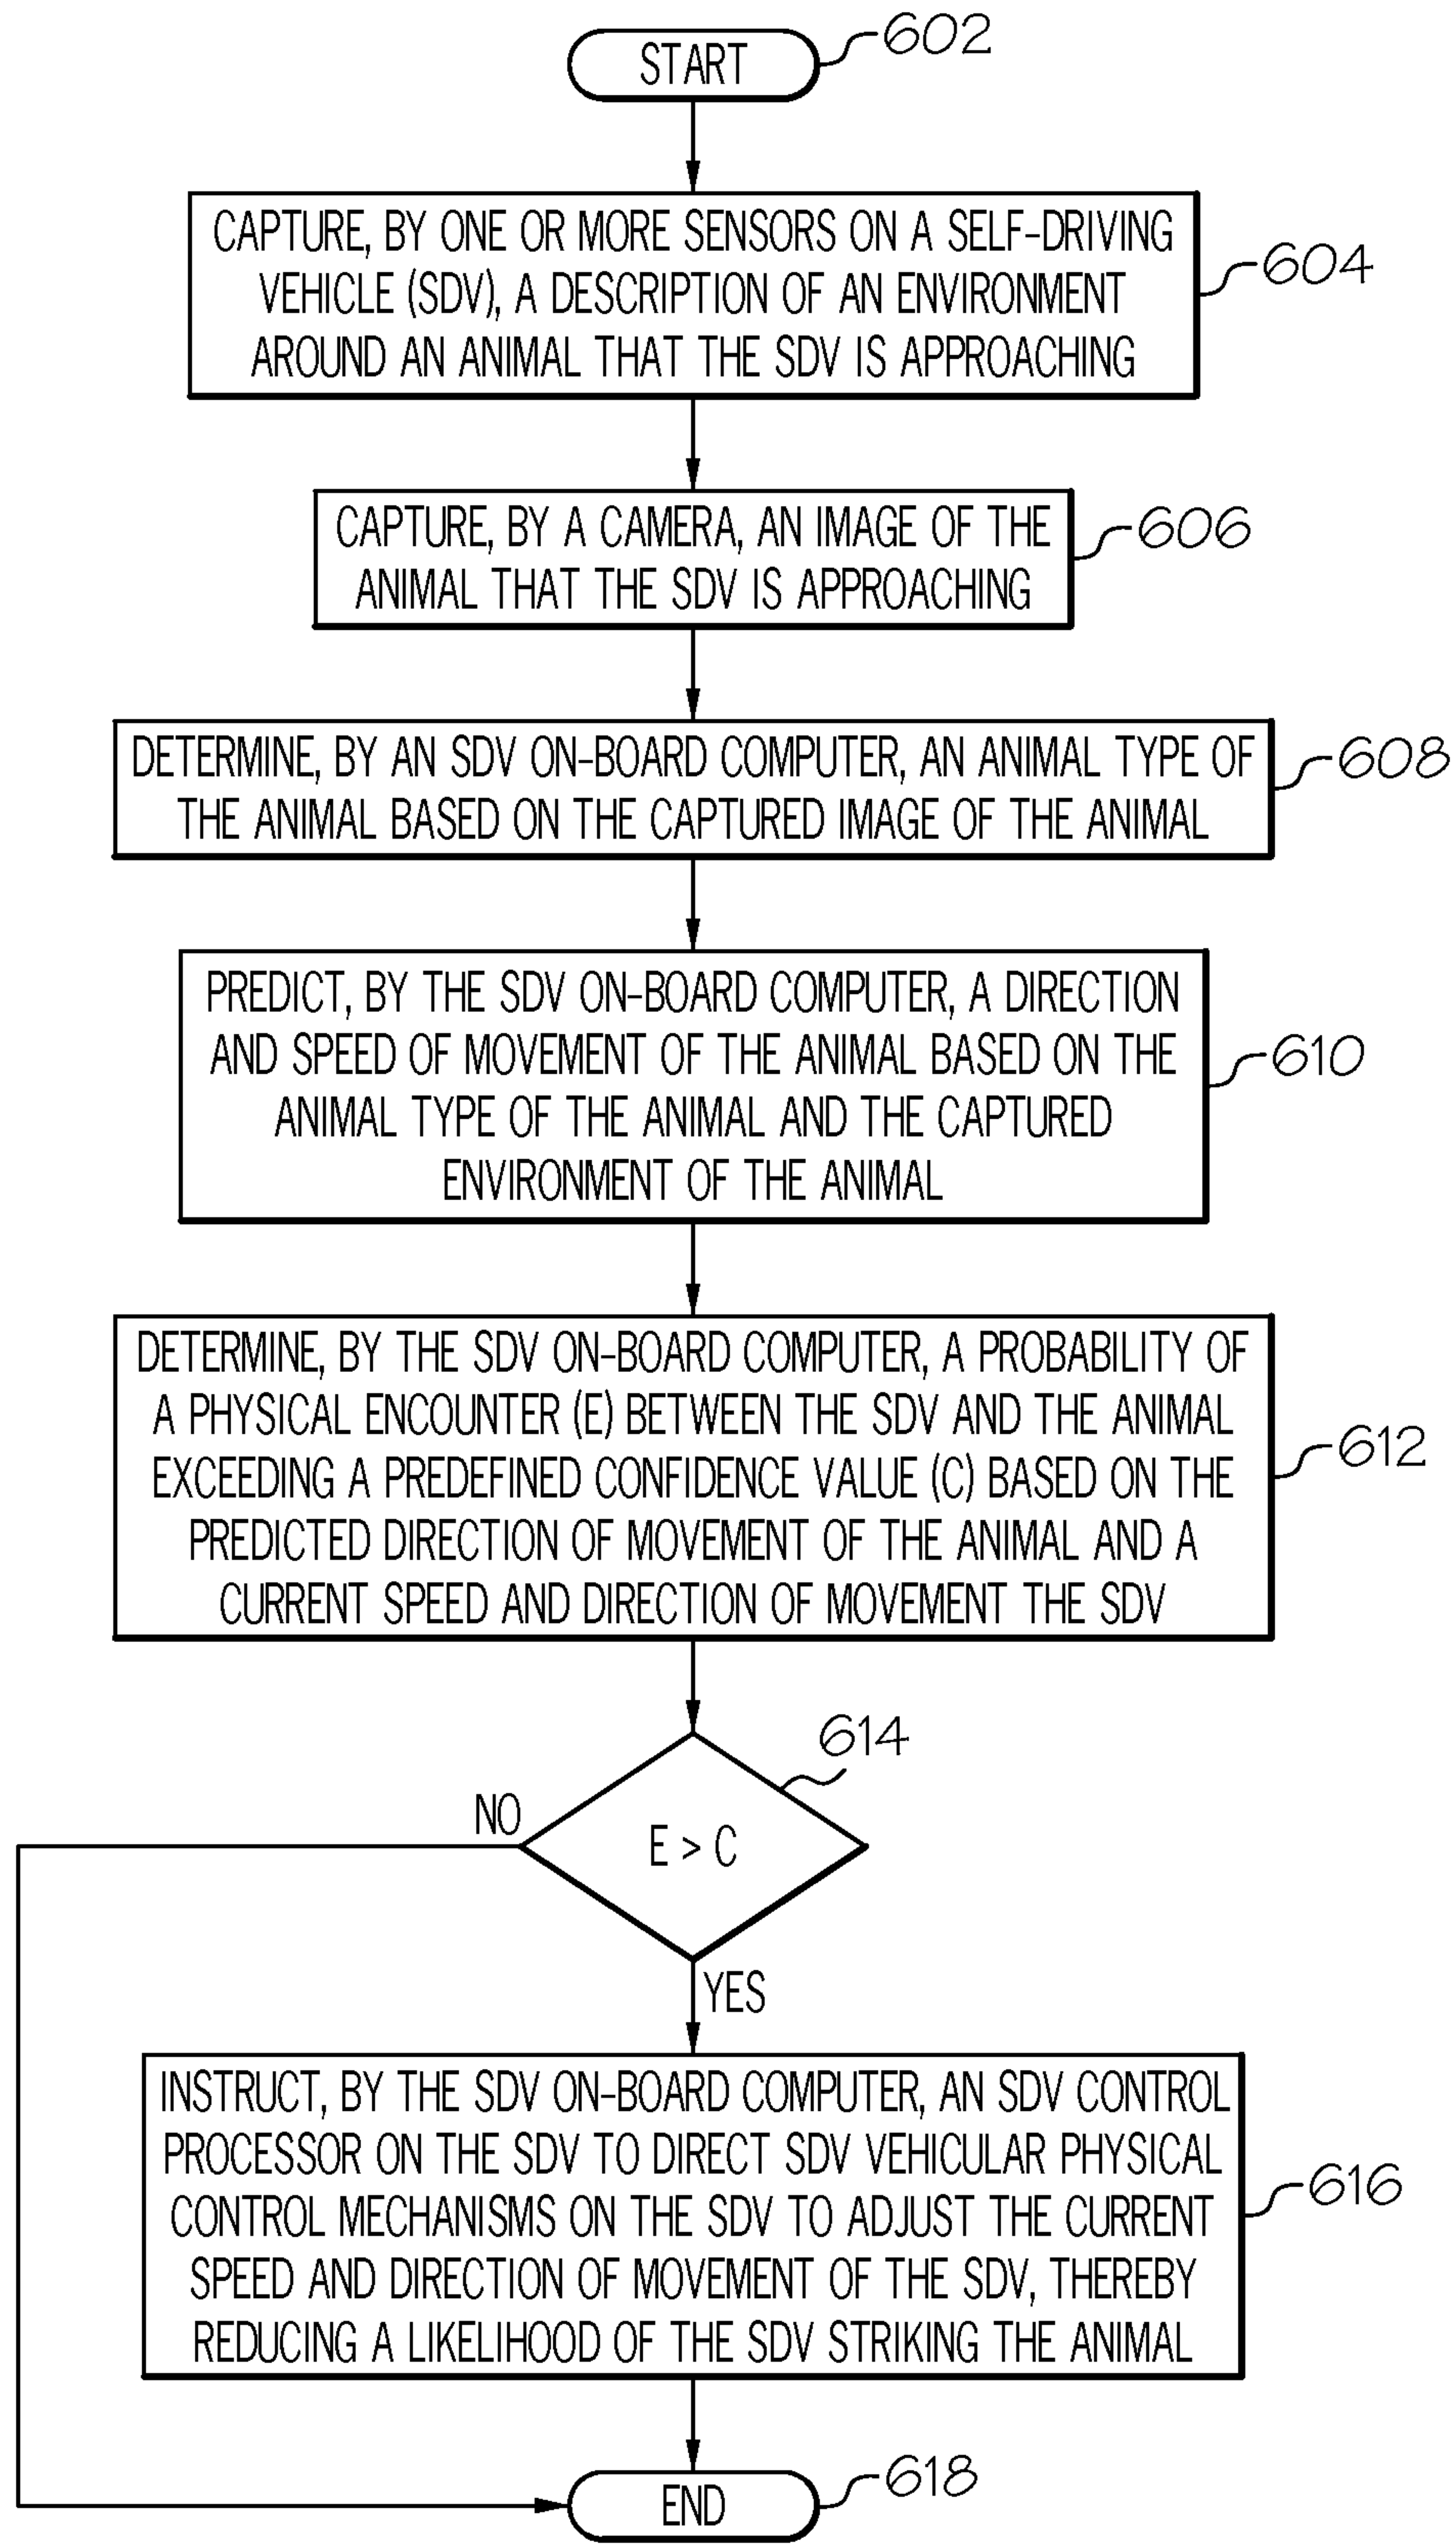 START
602
CAPTURE, BY ONE OR MORE SENSORS ON A SELF-DRIVING
VEHICLE (SDV), A DESCRIPTION OF AN ENVIRONMENT
AROUND AN ANIMAL THAT THE SDV IS APPROACHING
604
CAPTURE, BY A CAMERA, AN IMAGE OF THE
ANIMAL THAT THE SDV IS APPROACHING
606
DETERMINE, BY AN SDV ON-BOARD COMPUTER, AN ANIMAL TYPE OF
THE ANIMAL BASED ON THE CAPTURED IMAGE OF THE ANIMAL
608
PREDICT, BY THE SDV ON-BOARD COMPUTER, A DIRECTION
AND SPEED OF MOVEMENT OF THE ANIMAL BASED ON THE
ANIMAL TYPE OF THE ANIMAL AND THE CAPTURED
ENVIRONMENT OF THE ANIMAL
610
DETERMINE, BY THE SDV ON-BOARD COMPUTER, A PROBABILITY OF
A PHYSICAL ENCOUNTER (E) BETWEEN THE SDV AND THE ANIMAL
EXCEEDING A PREDEFINED CONFIDENCE VALUE (C) BASED ON THE
PREDICTED DIRECTION OF MOVEMENT OF THE ANIMAL AND A
CURRENT SPEED AND DIRECTION OF MOVEMENT THE SDV
612
614
NO
E > C
YES
INSTRUCT, BY THE SDV ON-BOARD COMPUTER, AN SDV CONTROL
PROCESSOR ON THE SDV TO DIRECT SDV VEHICULAR PHYSICAL
CONTROL MECHANISMS ON THE SDV TO ADJUST THE CURRENT
SPEED AND DIRECTION OF MOVEMENT OF THE SDV, THEREBY
REDUCING A LIKELIHOOD OF THE SDV STRIKING THE ANIMAL
616
END
618